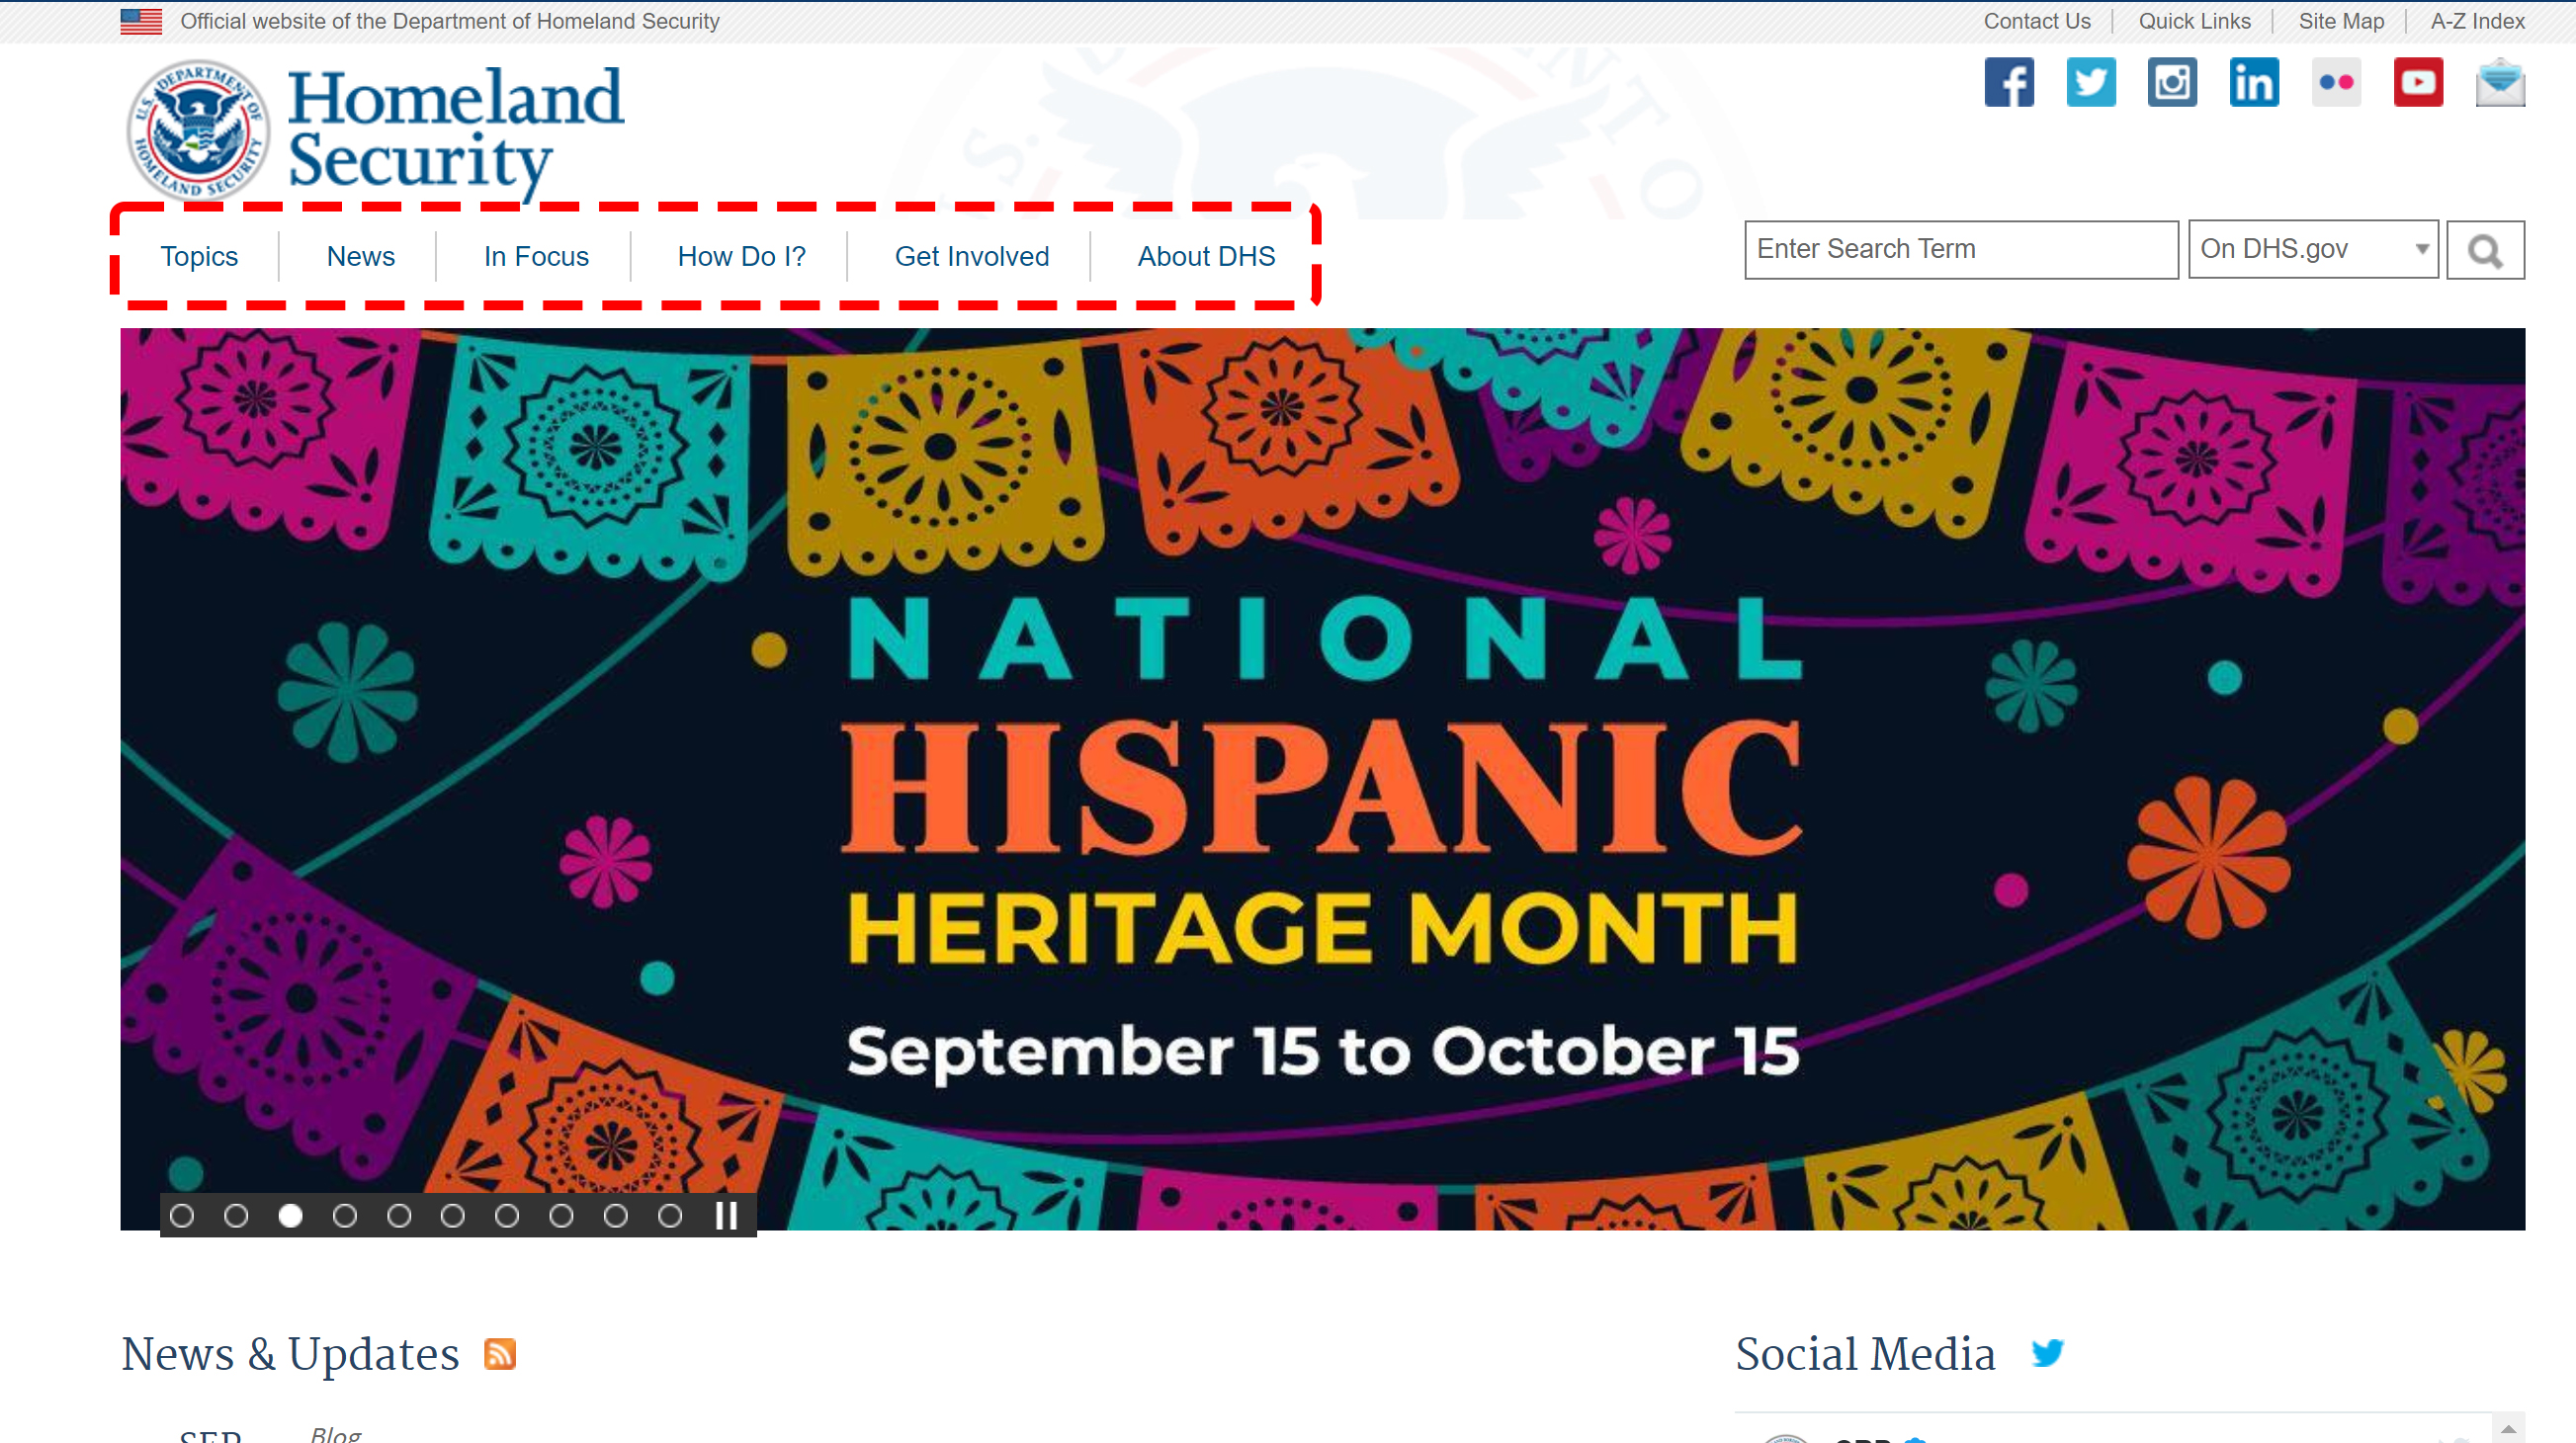 Official website of the Department of Homeland Security
Contact Us
Quick Links
Site Map
A-Z Index
U.S. DEPARTMENT OF HOMELAND SECURITY
Homeland
Security
Topics
News
In Focus
How Do I?
Get Involved
About DHS
Enter Search Term
On DHS.gov
NATIONAL
HISPANIC
HERITAGE MONTH
September 15 to October 15
News & Updates
Social Media
SEP
Blog